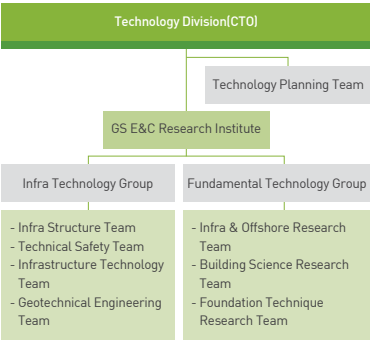 Technology Division(CTO)
Technology Planning Team
GS E&C Research Institute
Infra Technology Group
Fundamental Technology Group
- Infra Structure Team
- Technical Safety Team
- Infrastructure Technology
Team
- Geotechnical Engineering
Team
- Infra & Offshore Research
Team
- Building Science Research
Team
- Foundation Technique
Research Team